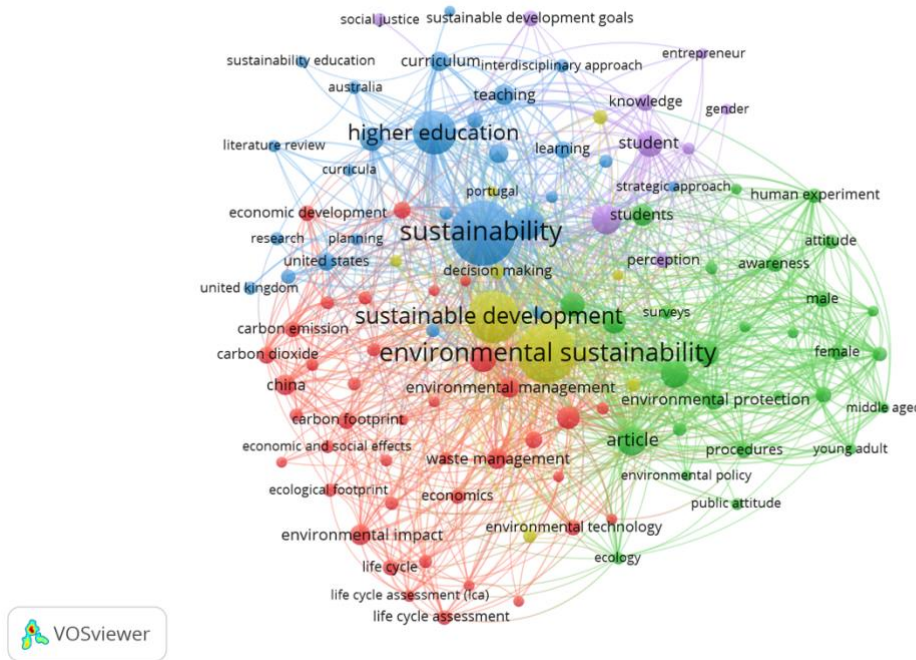 social justice
sustainable development goals
sustainability education
curriculum
interdisciplinary approach
entrepreneur
australia
teaching
knowledge
gender
higher education
student
literature review
learning
curricula
portugal
strategic approach
human experiment
economic development
students
sustainability
attitude
research
planning
united states
decision making
perception
awareness
united kingdom
sustainable development
surveys
male
carbon emission
carbon dioxide
environmental sustainability
female
china
environmental management
environmental protection
middle aged
carbon footprint
article
economic and social effects
waste management
procedures
young adult
ecological footprint
economics
environmental policy
public attitude
environmental impact
environmental technology
ecology
life cycle
life cycle assessment (lca)
life cycle assessment
VOSviewer